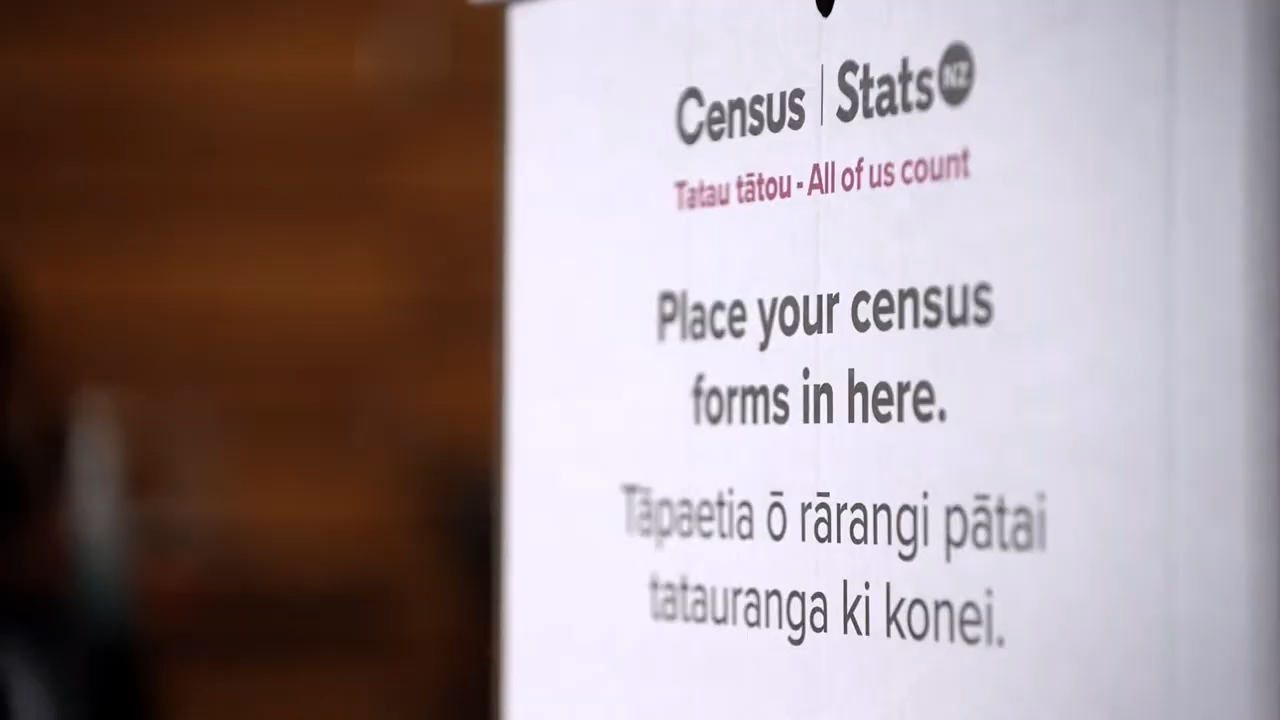 Census | Stats NZ
Tatau tātou - All of us count
Place your census
forms in here.
Tāpaetia ō rārangi pātai
tatauranga ki konei.